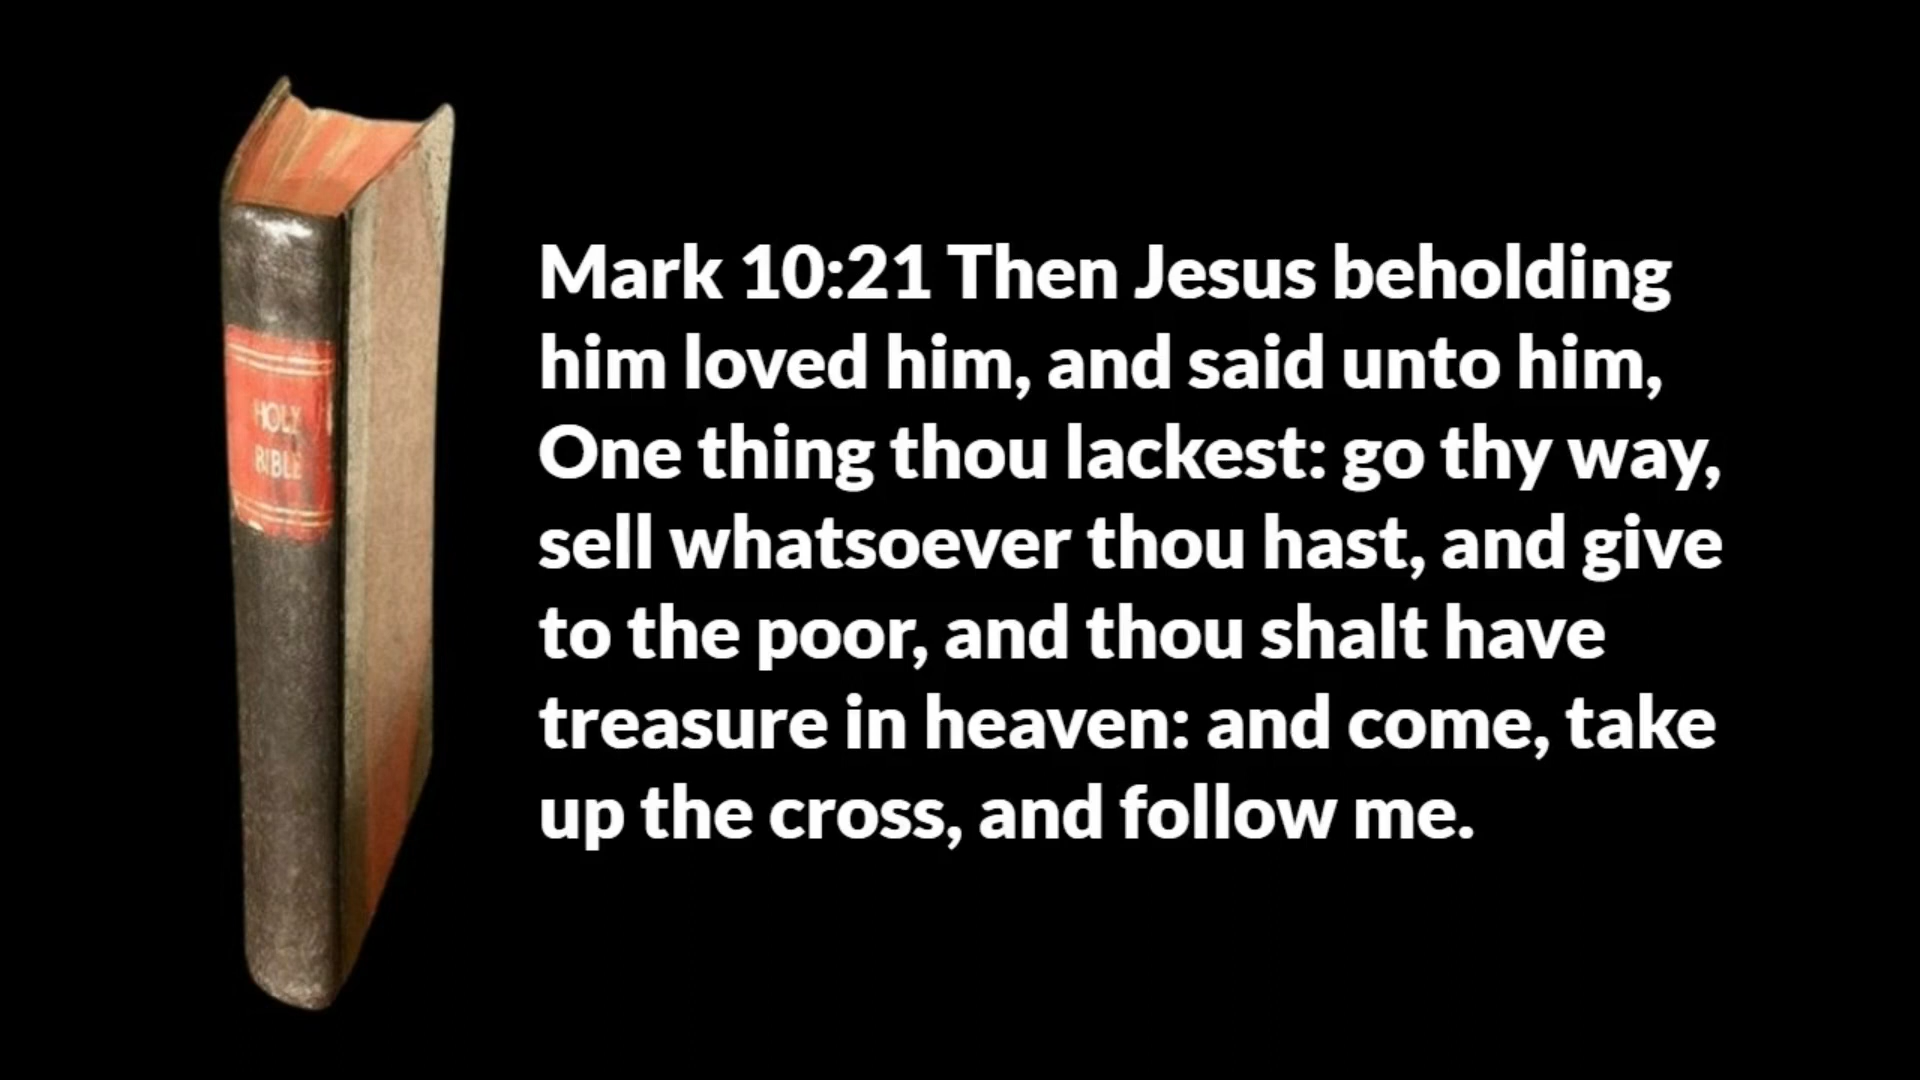 HOLY
BIBLE
Mark 10:21 Then Jesus beholding
him loved him, and said unto him,
One thing thou lackest: go thy way,
sell whatsoever thou hast, and give
to the poor, and thou shalt have
treasure in heaven: and come, take
up the cross, and follow me.